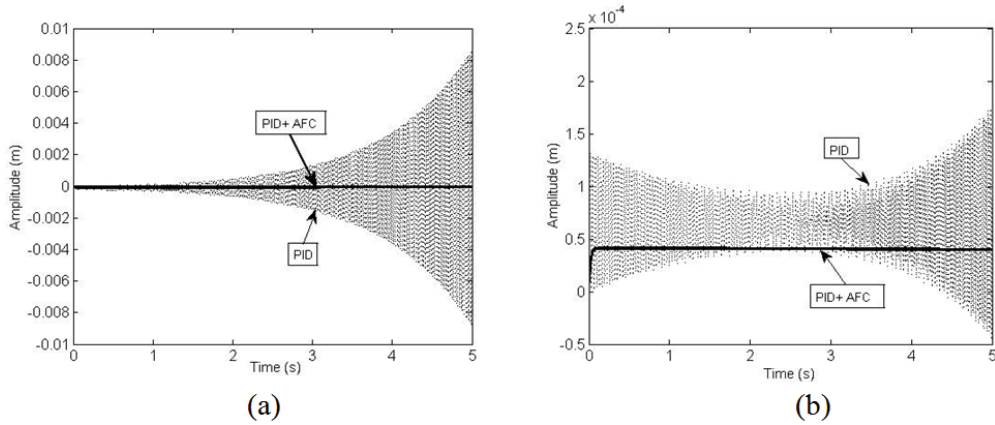 (a)
0.01
0.008
0.006
0.004
0.002
0
-0.002
-0.004
-0.006
-0.008
-0.01
Amplitude (m)
PID+ AFC
PID
0 1 2 3 4 5
Time (s)
(a)
(b)
x 10-4
2.5
2
1.5
1
0.5
0
-0.5
Amplitude (m)
PID
PID+ AFC
0 1 2 3 4 5
Time (s)
(b)